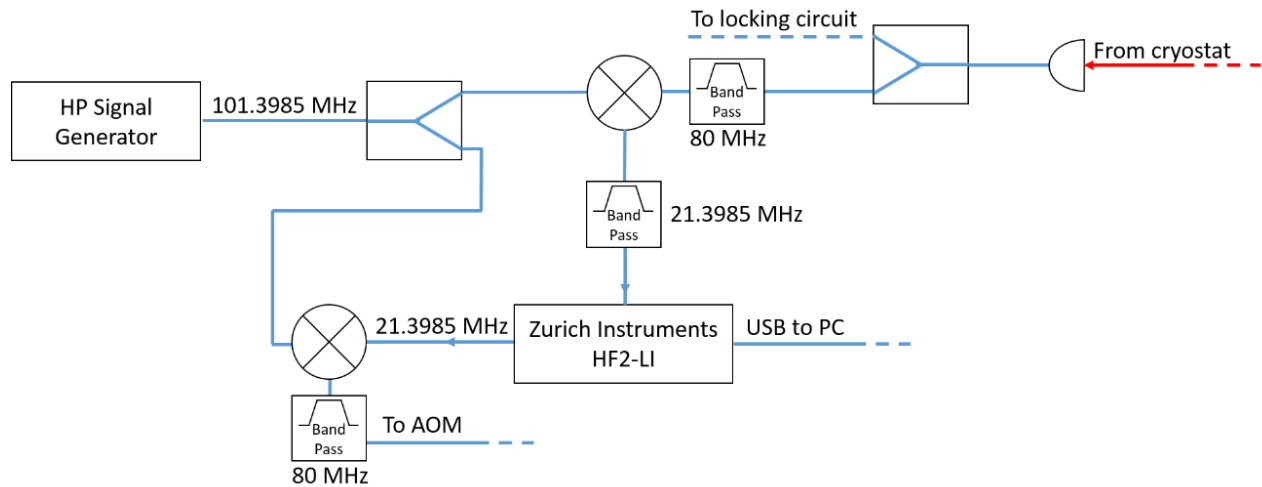 To locking circuit
From cryostat
HP Signal
Generator
101.3985 MHz
Band
Pass
80 MHz
Band
Pass
21.3985 MHz
21.3985 MHz
Zurich Instruments
HF2-LI
USB to PC
Band
Pass
To AOM
80 MHz